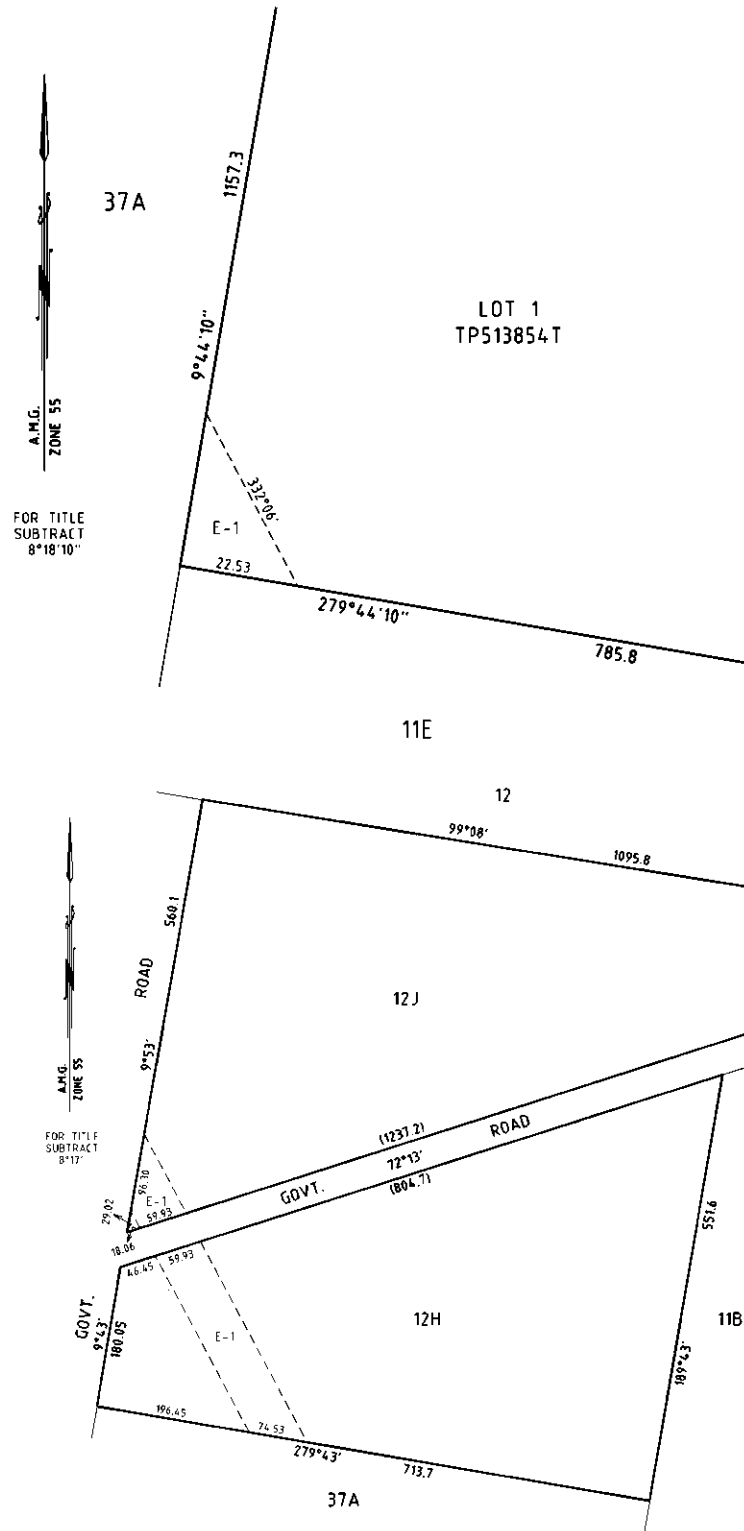 1157.3
37A
LOT 1
TP513854T
9°44'10"
A.M.G.
ZONE 55
332°06'
FOR TITLE
SUBTRACT
8°18'10"
E-1
22.53
279°44'10"
785.8
11E
12
99°08'
1095.8
560.1
ROAD
12J
9°53'
A.M.G.
ZONE 55
FOR TITLE
SUBTRACT
8°17'
(1237.2)
ROAD
72°13'
GOVT.
(804.7)
96.30
E-1
29.02
59.93
18.06
46.45
59.93
551.6
GOVT.
9°43'
180.05
E-1
12H
11B
189°43'
196.45
74.53
279°43'
713.7
37A